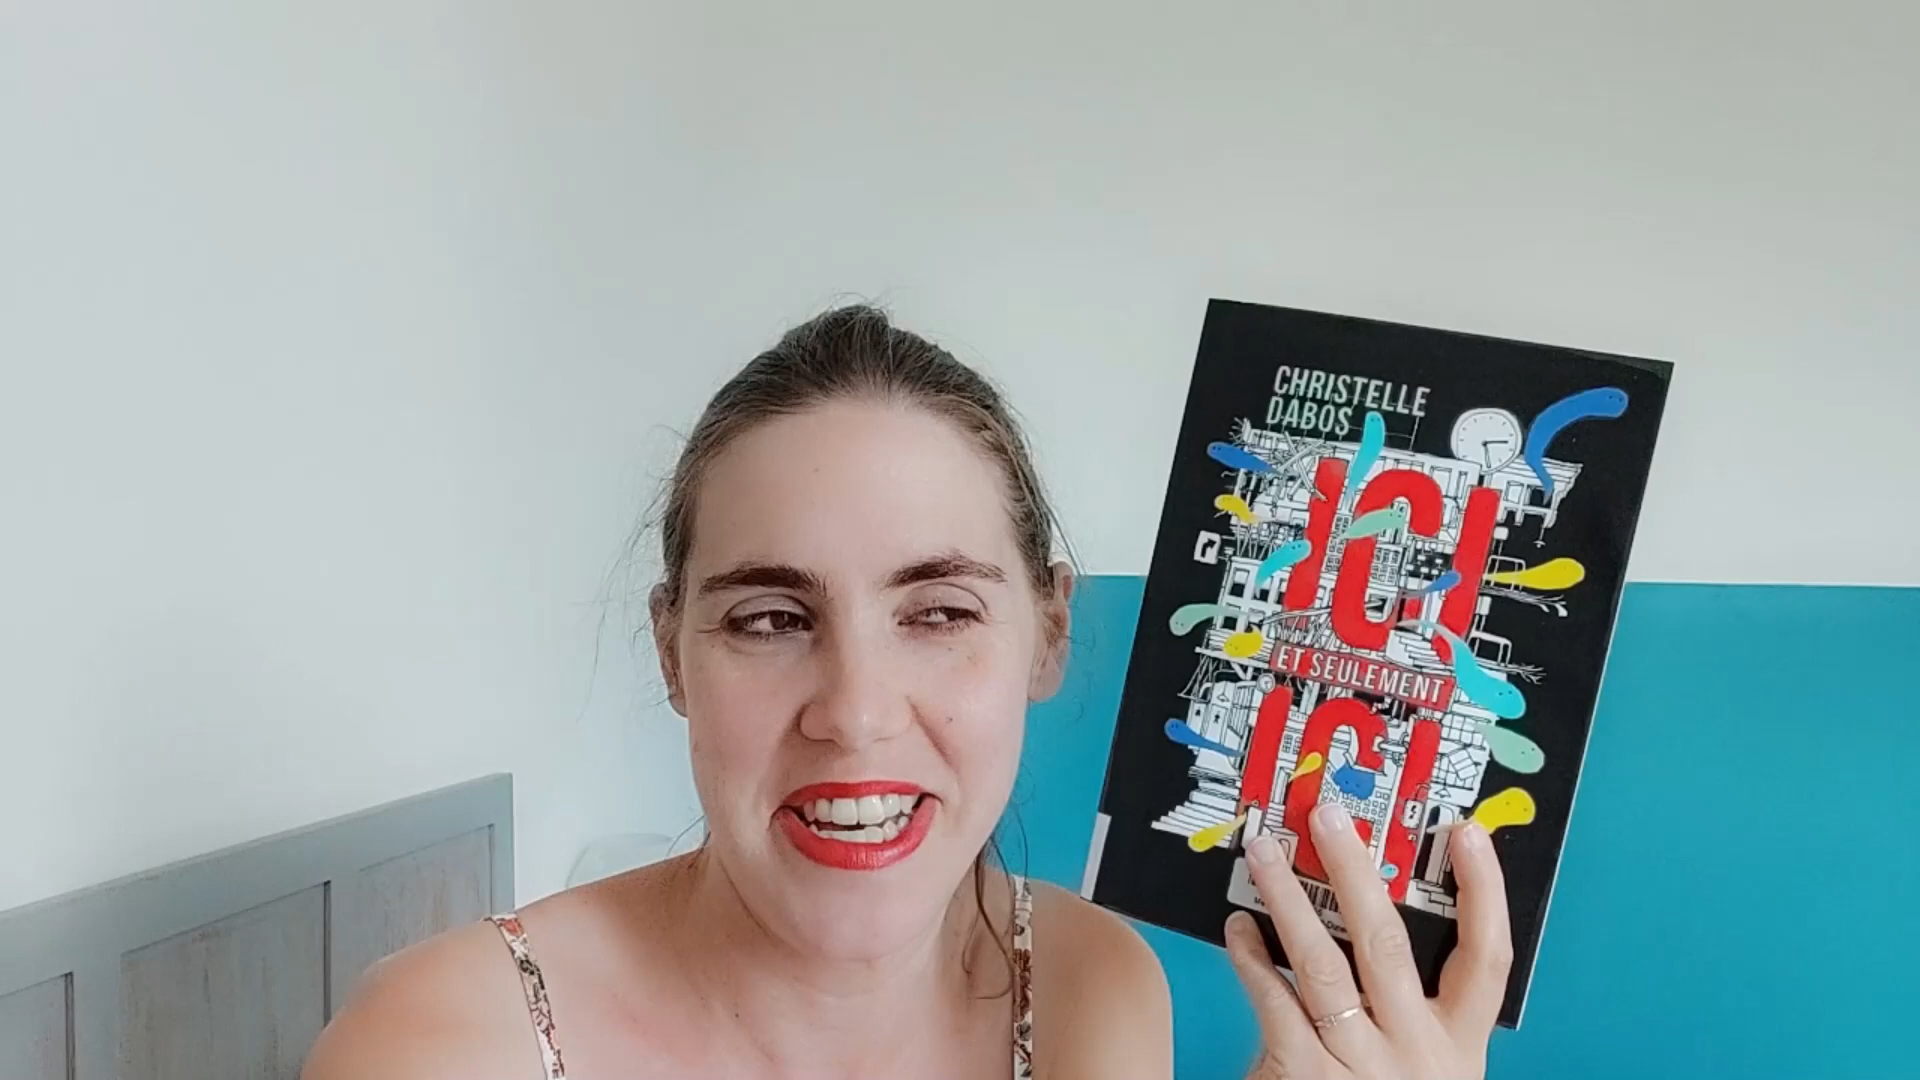 CHRISTELLE
DABOS
ICI
ET SEULEMENT
ICI